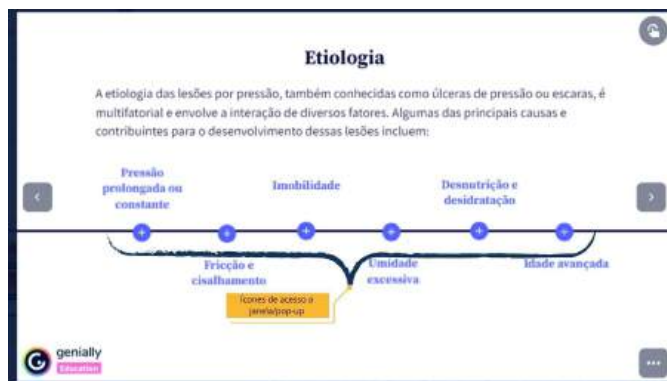 Etiologia
A etiologia das lesões por pressão, também conhecidas como úlceras de pressão ou escaras, é
multifatorial e envolve a interação de diversos fatores. Algumas das principais causas e
contribuintes para o desenvolvimento dessas lesões incluem:
Pressão
prolongada ou
constante
Imobilidade
Desnutrição e
desidratação
Fricção e
cisalhamento
Umidade
excessiva
Idade avançada
Ícones de acesso a
janela/pop-up
genially
Education